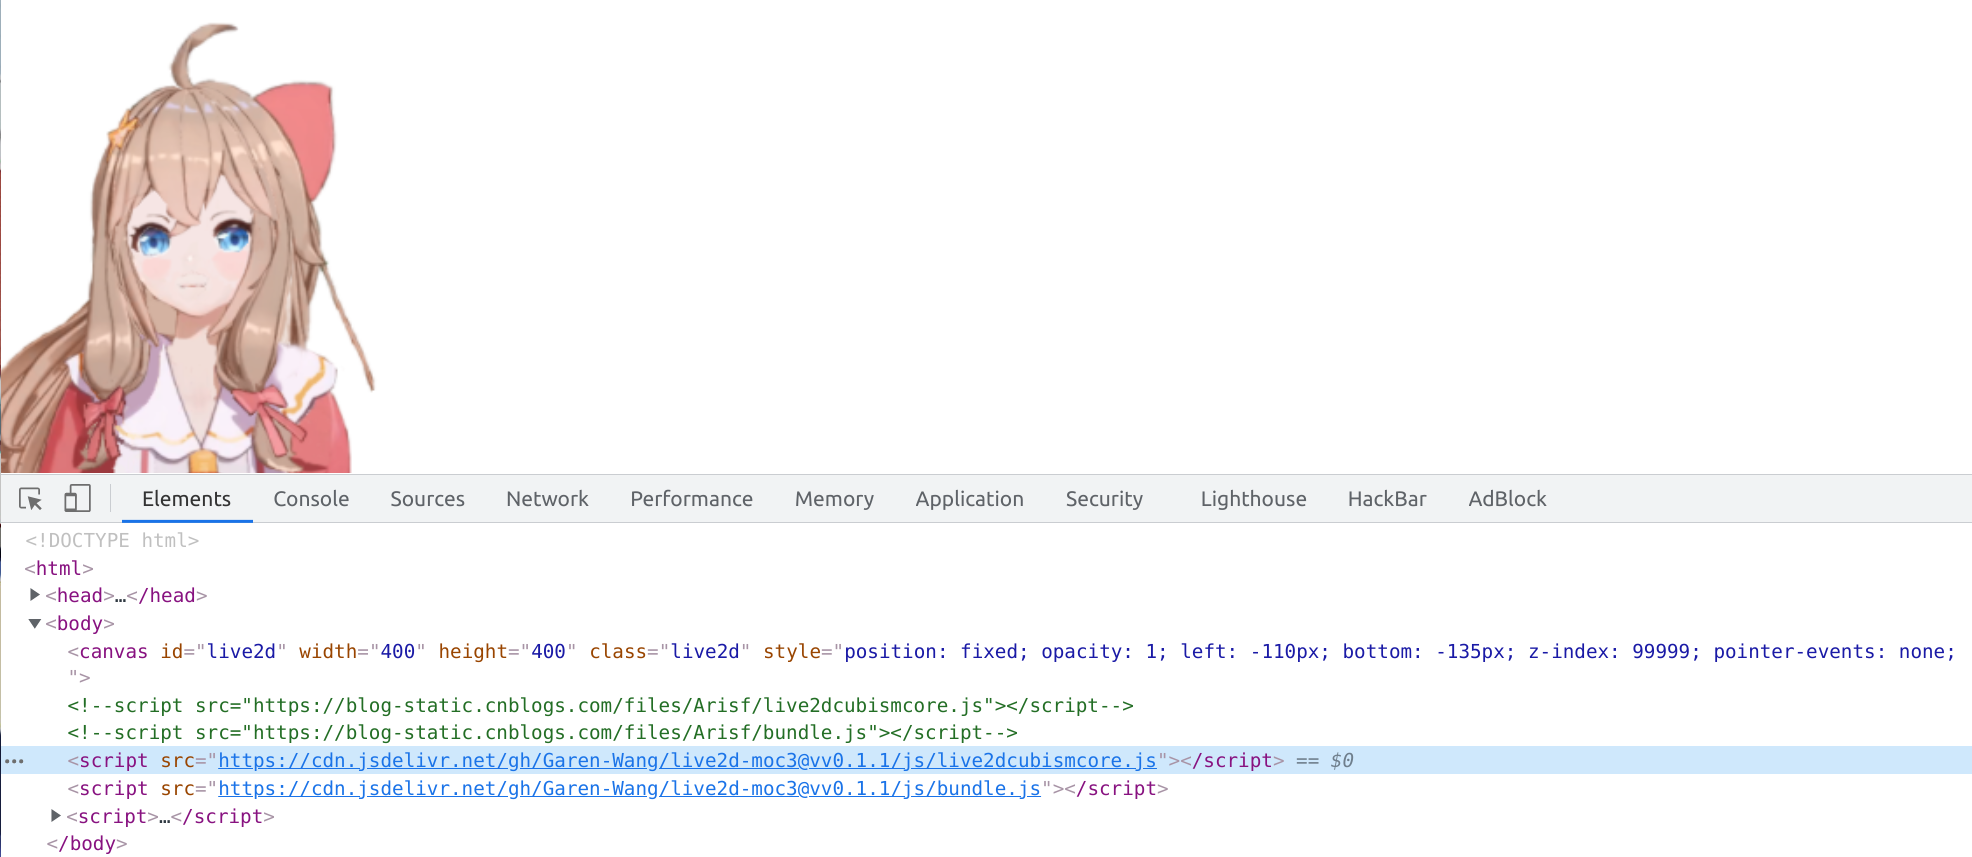 Elements Console Sources Network Performance Memory Application Security Lighthouse HackBar AdBlock
<!DOCTYPE html>
<html>
<head>…</head>
<body>
<canvas id="live2d" width="400" height="400" class="live2d" style="position: fixed; opacity: 1; left: -110px; bottom: -135px; z-index: 99999; pointer-events: none;
">
<!--script src="https://blog-static.cnblogs.com/files/Arisf/live2dcubismcore.js"></script-->
<!--script src="https://blog-static.cnblogs.com/files/Arisf/bundle.js"></script-->
<script src="https://cdn.jsdelivr.net/gh/Garen-Wang/live2d-moc3@vv0.1.1/js/live2dcubismcore.js"></script> == $0
<script src="https://cdn.jsdelivr.net/gh/Garen-Wang/live2d-moc3@vv0.1.1/js/bundle.js"></script>
<script>…</script>
</body>